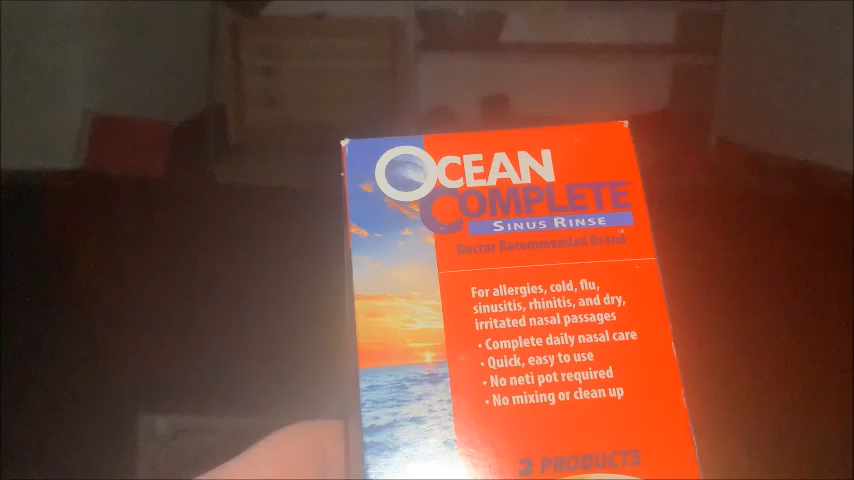 OCEAN
COMPLETE
SINUS RINSE
Doctor Recommended Brand
For allergies, cold, flu,
sinusitis, rhinitis, and dry,
irritated nasal passages
• Complete daily nasal care
• Quick, easy to use
• No neti pot required
• No mixing or clean up
2 PRODUCTS